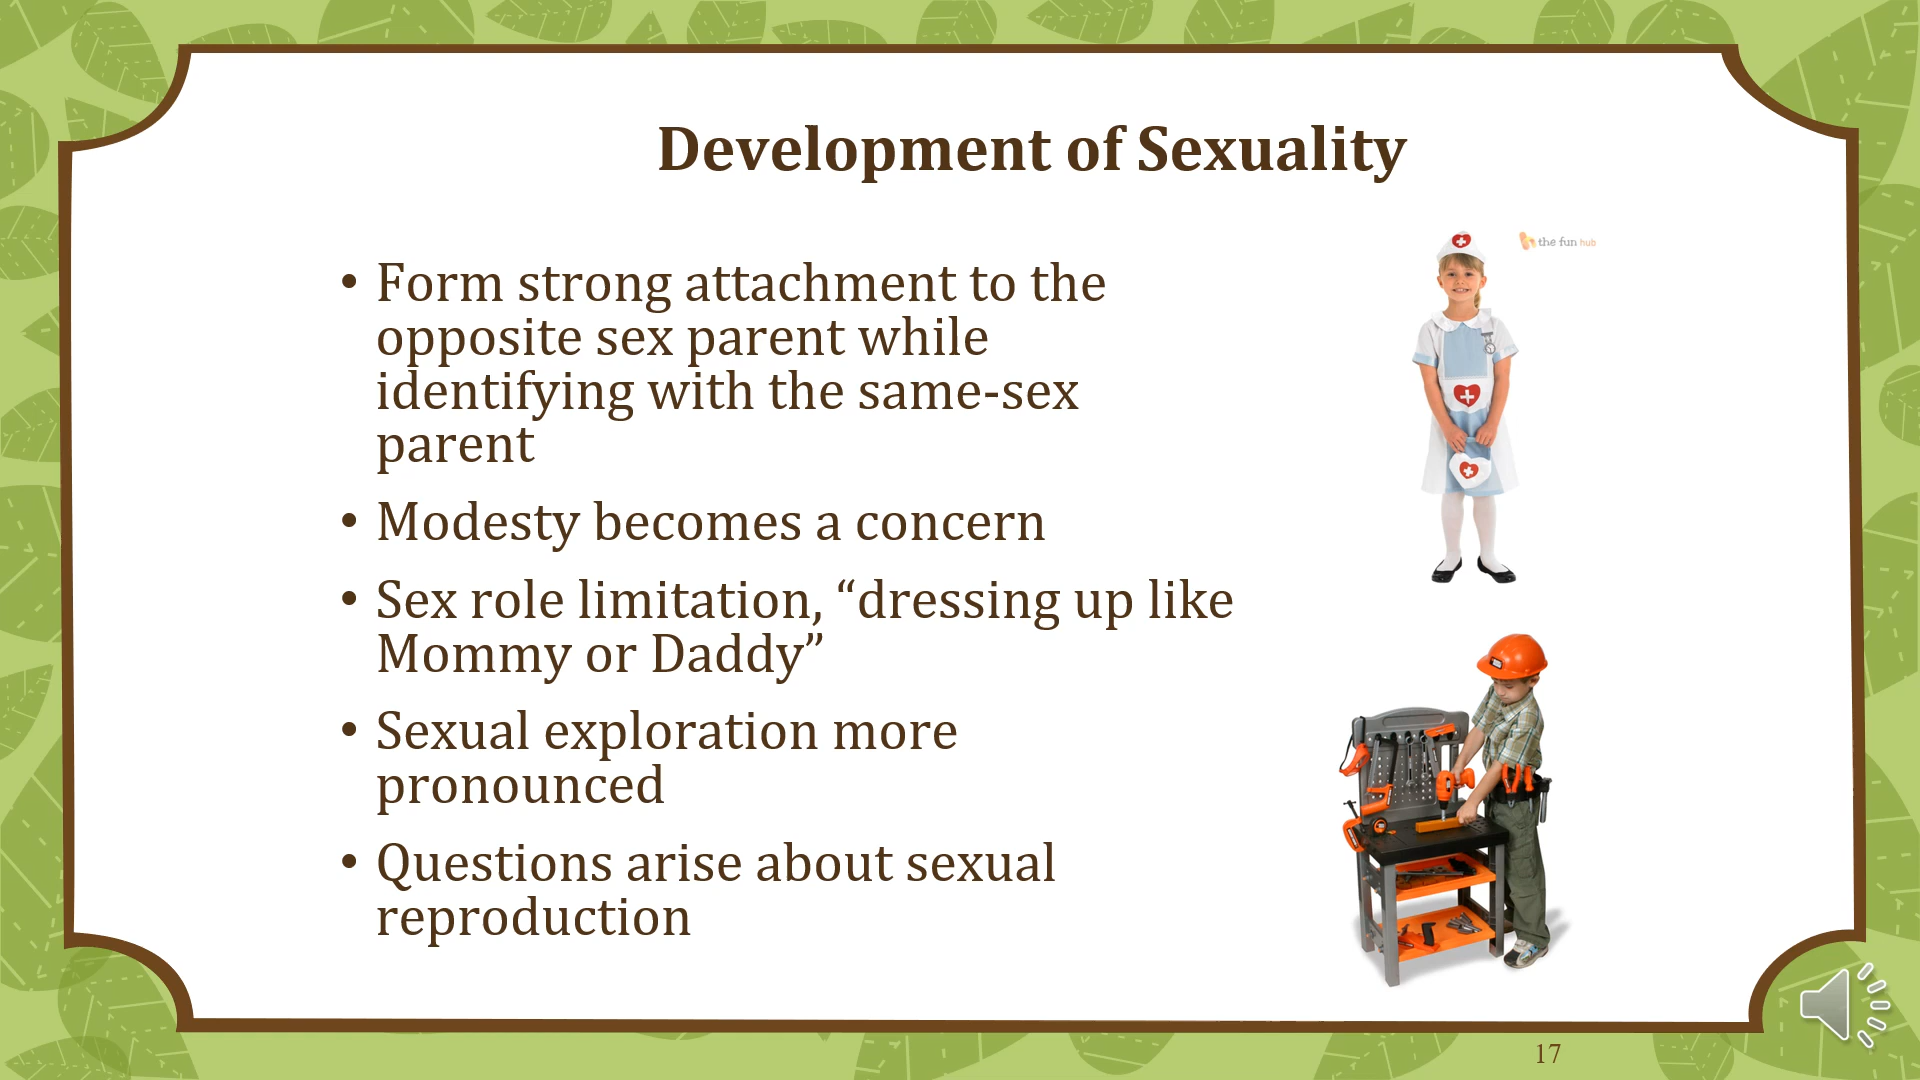 Development of Sexuality
the fun hub
• Form strong attachment to the
opposite sex parent while
identifying with the same-sex
parent
• Modesty becomes a concern
• Sex role limitation, “dressing up like
Mommy or Daddy”
• Sexual exploration more
pronounced
• Questions arise about sexual
reproduction
17